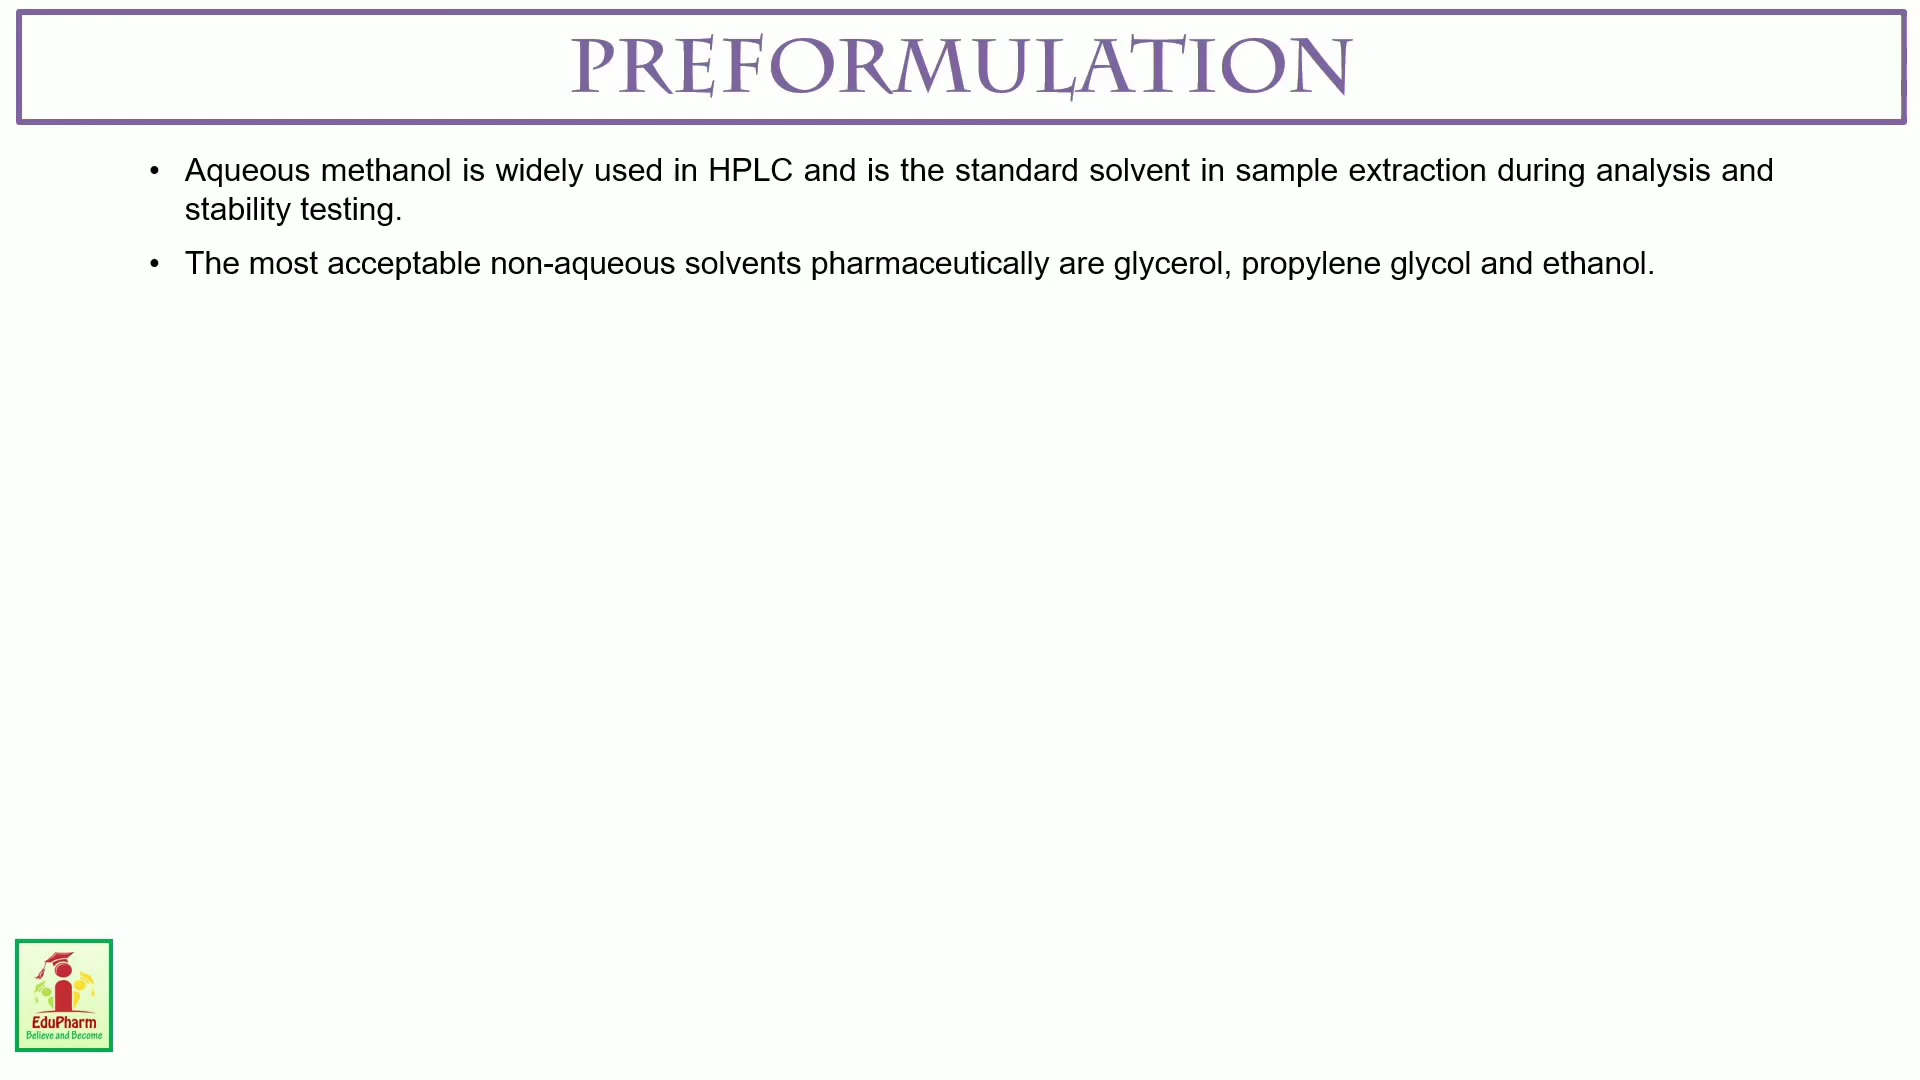 PREFORMULATION
• Aqueous methanol is widely used in HPLC and is the standard solvent in sample extraction during analysis and
stability testing.
• The most acceptable non-aqueous solvents pharmaceutically are glycerol, propylene glycol and ethanol.
EduPharm
Believe and Become